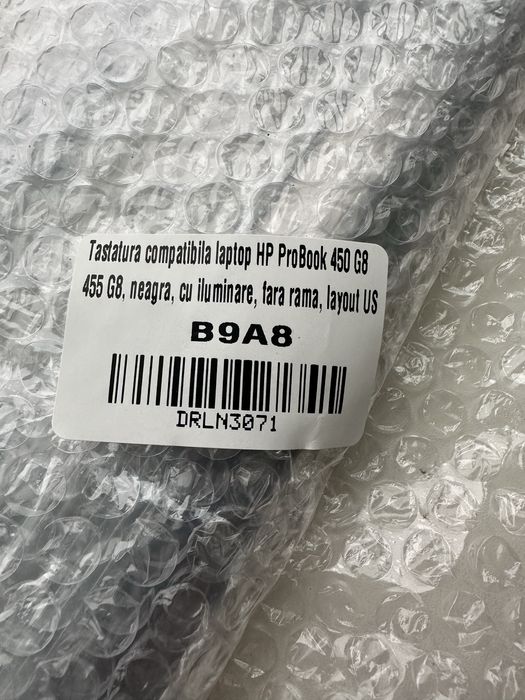 Tastatura compatibila laptop HP ProBook 450 G8
455 G8, neagra, cu iluminare, fara rama, layout US
B9A8
DRLN3071